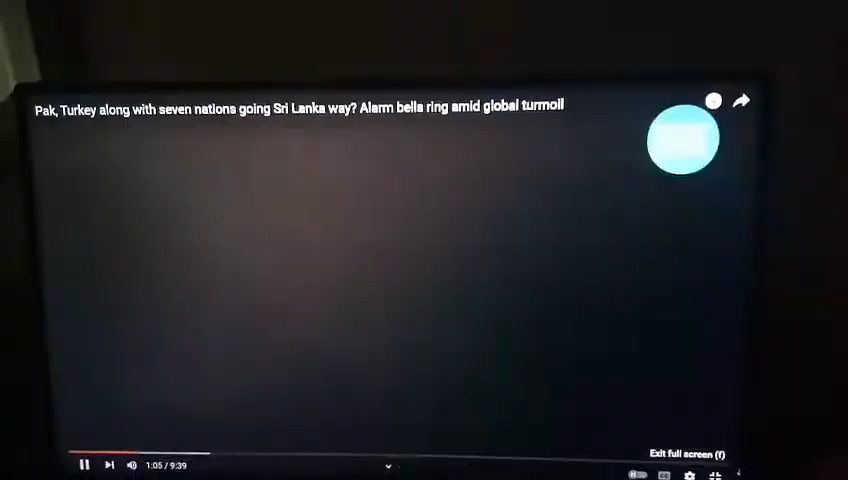 Pak, Turkey along with seven nations going Sri Lanka way? Alarm bells ring amid global turmoil
Exit full screen (f)
1:05 / 9:39